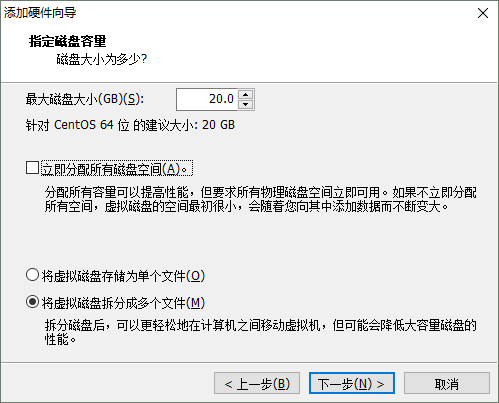 添加硬件向导
指定磁盘容量
磁盘大小为多少?
最大磁盘大小(GB)(S): 20.0
针对 CentOS 64 位 的建议大小: 20 GB
立即分配所有磁盘空间(A)。
分配所有容量可以提高性能，但要求所有物理磁盘空间立即可用。如果不立即分配
所有空间，虚拟磁盘的空间最初很小，会随着您向其中添加数据而不断变大。
将虚拟磁盘存储为单个文件(O)
将虚拟磁盘拆分成多个文件(M)
拆分磁盘后，可以更轻松地在计算机之间移动虚拟机，但可能会降低大容量磁盘的
性能。
< 上一步(B) 下一步(N) > 取消